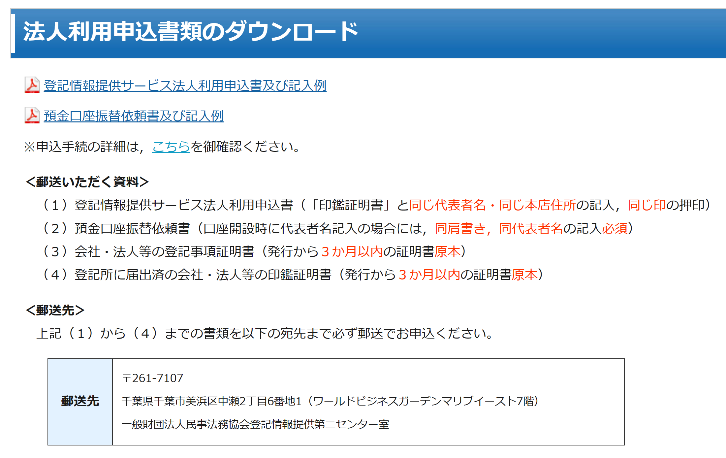 法人利用申込書類のダウンロード
登記情報提供サービス法人利用申込書及び記入例
預金口座振替依頼書及び記入例
※申込手続の詳細は，こちらを御確認ください。
＜郵送いただく資料＞
（１）登記情報提供サービス法人利用申込書（「印鑑証明書」と同じ代表者名・同じ本店住所の記入，同じ印の押印）
（２）預金口座振替依頼書（口座開設時に代表者名記入の場合には，同肩書き，同代表者名の記入必須）
（３）会社・法人等の登記事項証明書（発行から３か月以内の証明書原本）
（４）登記所に届出済の会社・法人等の印鑑証明書（発行から３か月以内の証明書原本）
＜郵送先＞
上記（１）から（４）までの書類を以下の宛先まで必ず郵送でお申込ください。
郵送先
〒261-7107
千葉県千葉市美浜区中瀬2丁目6番地1（ワールドビジネスガーデンマリブイースト7階）
一般財団法人民事法務協会登記情報提供第二センター室